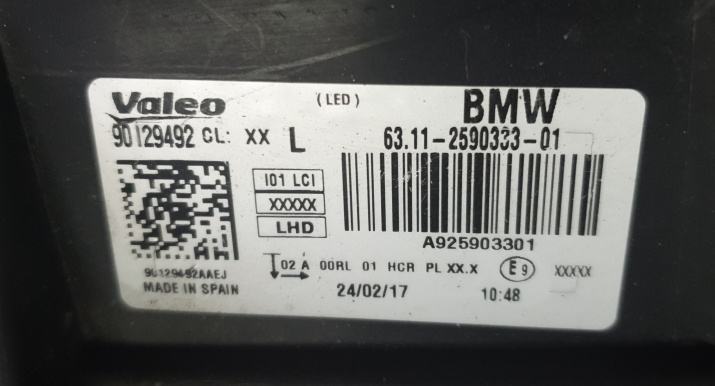 Valeo (LED) BMW
90129492 CL: XX L 63.11-2590333-01
I01 LCI
XXXXX
LHD
A925903301
02 A 00RL 01 HCR PL XX.X E9 XXXXX
90129492AAEJ
MADE IN SPAIN 24/02/17 10:48